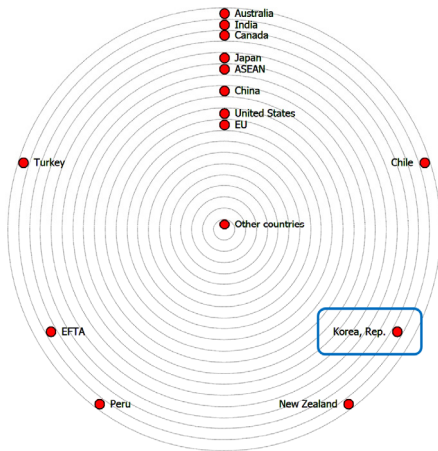 Australia
India
Canada
Japan
ASEAN
China
United States
EU
Turkey
Chile
Other countries
EFTA
Korea, Rep.
Peru
New Zealand